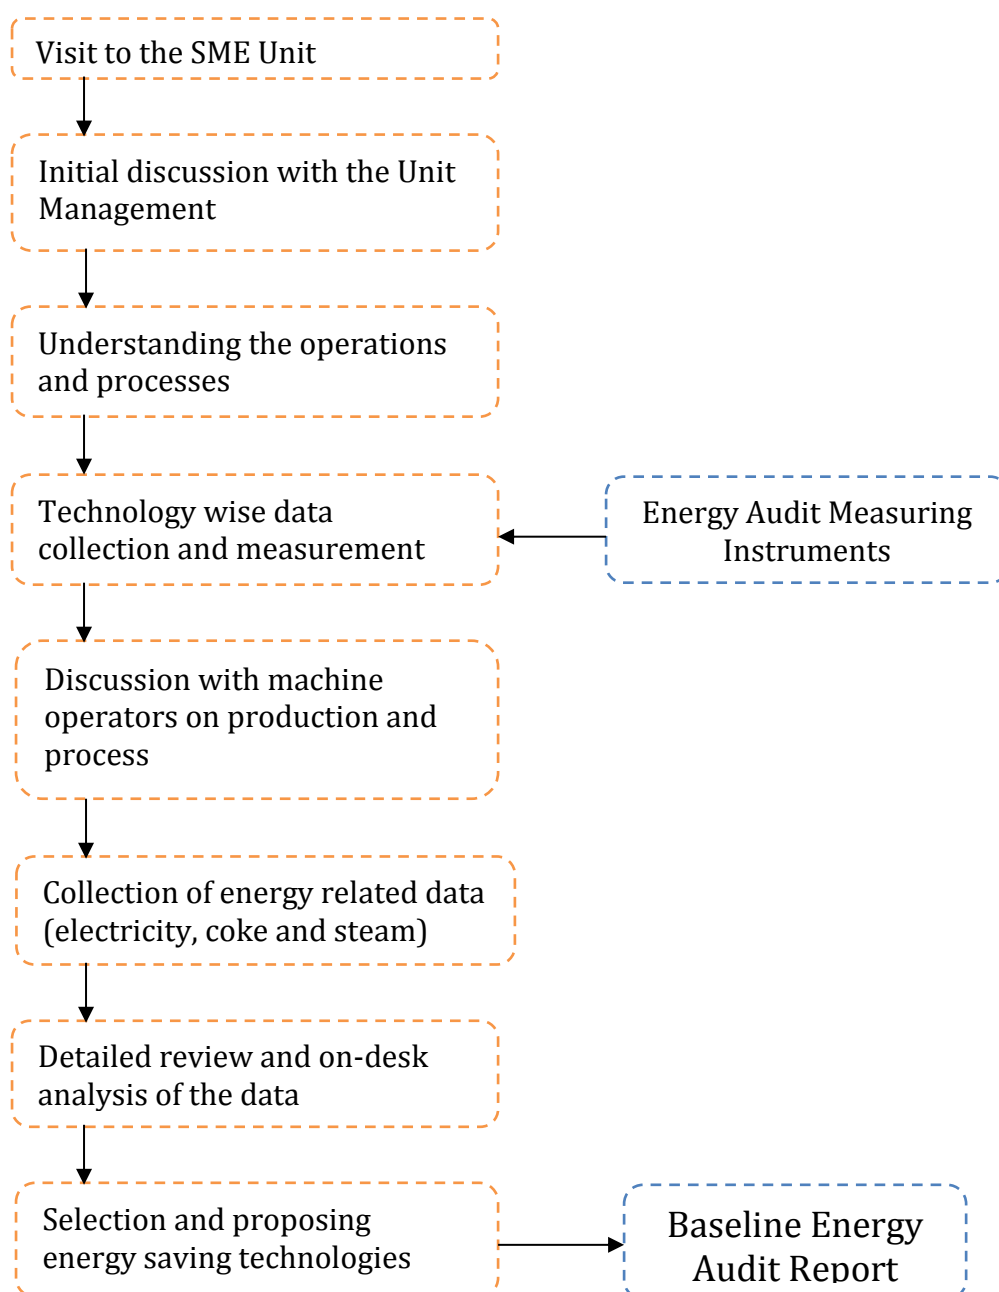 Visit to the SME Unit
Initial discussion with the Unit
Management
Understanding the operations
and processes
Technology wise data
collection and measurement
Energy Audit Measuring
Instruments
Discussion with machine
operators on production and
process
Collection of energy related data
(electricity, coke and steam)
Detailed review and on-desk
analysis of the data
Selection and proposing
energy saving technologies
Baseline Energy
Audit Report